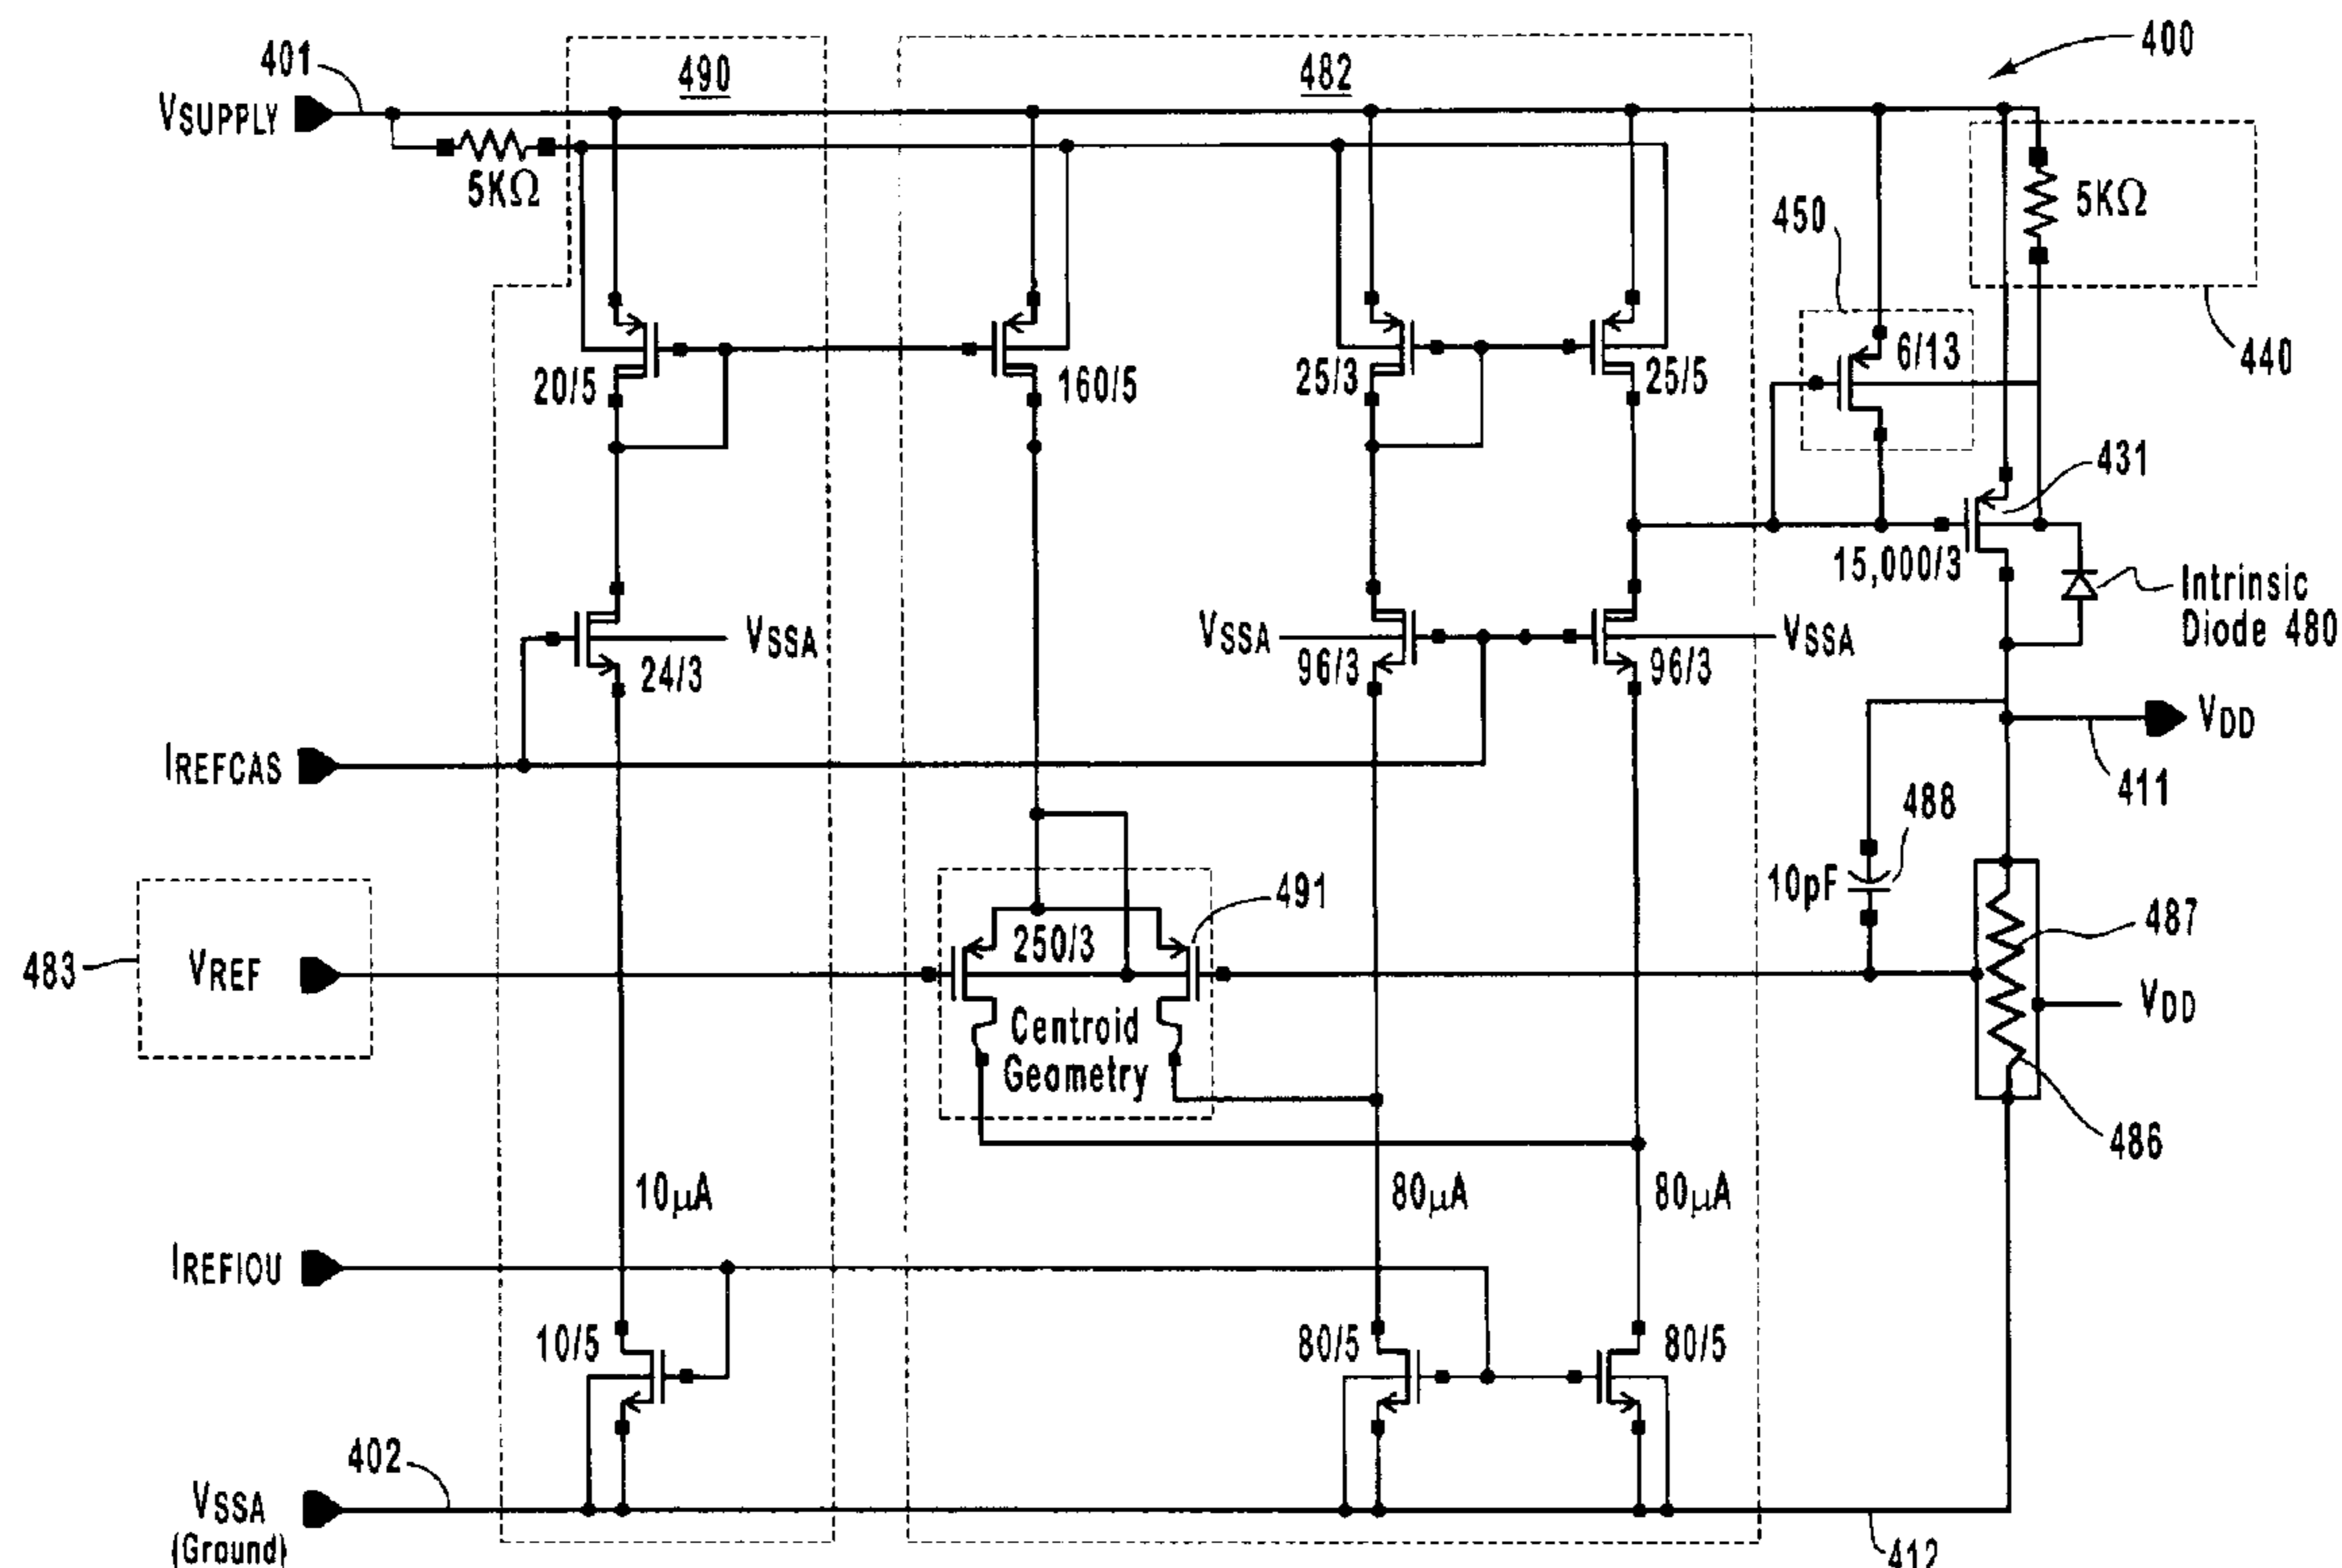 400
401
490
482
VSUPPLY
5KΩ
5KΩ
450
6/13
440
20/5
160/5
25/3
25/5
431
15,000/3
Intrinsic
Diode 480
VSSA
24/3
VSSA
96/3
96/3
VSSA
VDD
411
IREFCAS
488
10pF
491
487
483
VREF
250/3
VDD
Centroid
Geometry
486
10μA
80μA
80μA
IREFIOU
10/5
80/5
80/5
402
VSSA
(Ground)
412